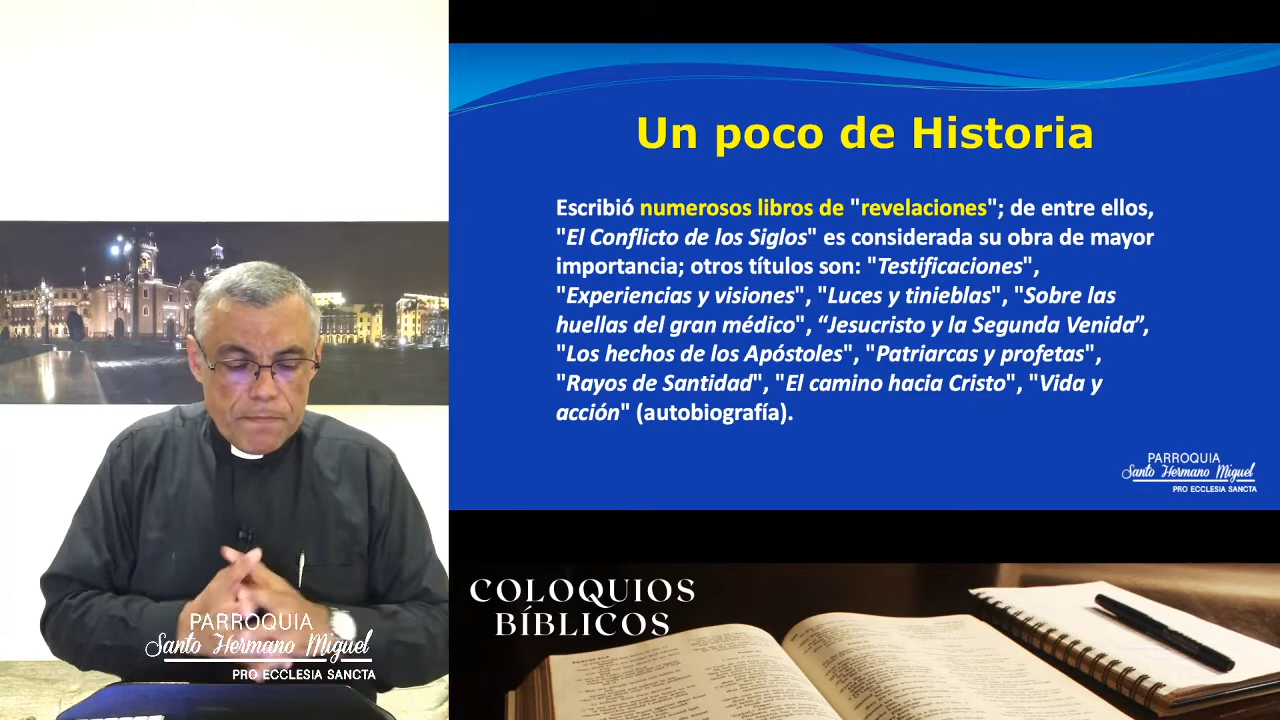 Un poco de Historia
Escribió numerosos libros de "revelaciones"; de entre ellos,
"El Conflicto de los Siglos" es considerada su obra de mayor
importancia; otros títulos son: "Testificaciones",
"Experiencias y visiones", "Luces y tinieblas", "Sobre las
huellas del gran médico", “Jesucristo y la Segunda Venida”,
"Los hechos de los Apóstoles", "Patriarcas y profetas",
"Rayos de Santidad", "El camino hacia Cristo", "Vida y
acción" (autobiografía).
PARROQUIA
Santo Hermano Miguel
PRO ECCLESIA SANCTA
COLOQUIOS
BÍBLICOS
PARROQUIA
Santo Hermano Miguel
PRO ECCLESIA SANCTA